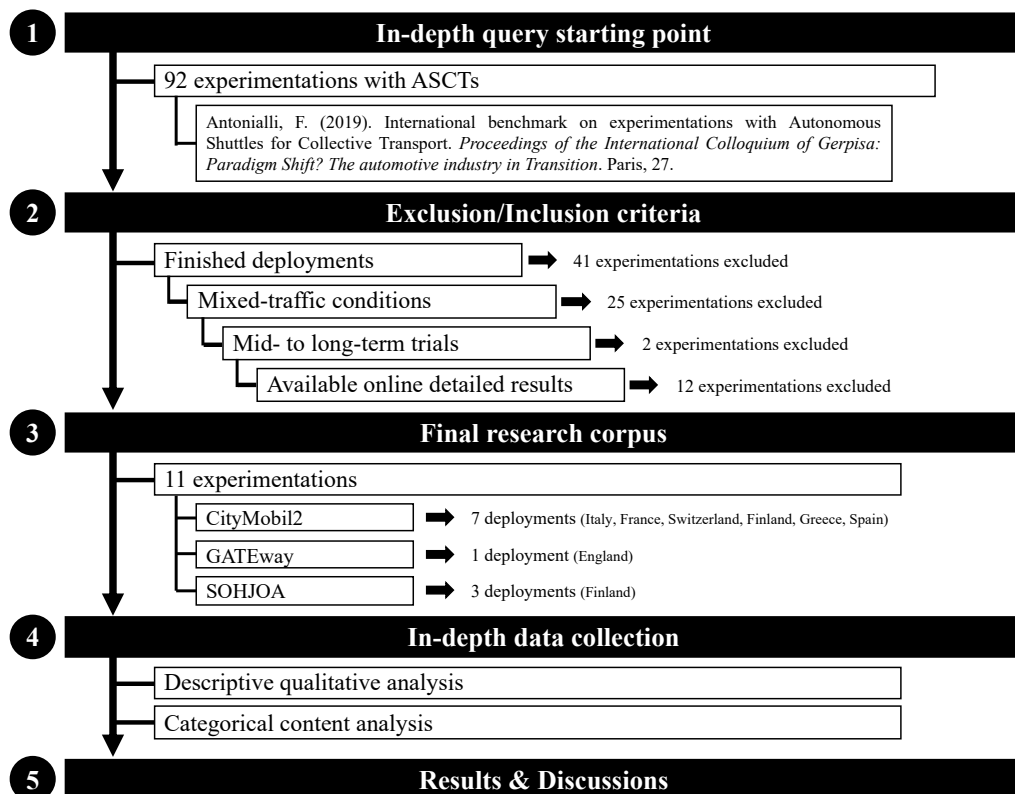 1 In-depth query starting point
92 experimentations with ASCTs
Antonialli, F. (2019). International benchmark on experimentations with Autonomous
Shuttles for Collective Transport. Proceedings of the International Colloquium of Gerpisa:
Paradigm Shift? The automotive industry in Transition. Paris, 27.
2 Exclusion/Inclusion criteria
Finished deployments 41 experimentations excluded
Mixed-traffic conditions 25 experimentations excluded
Mid- to long-term trials 2 experimentations excluded
Available online detailed results 12 experimentations excluded
3 Final research corpus
11 experimentations
CityMobil2 7 deployments (Italy, France, Switzerland, Finland, Greece, Spain)
GATEway 1 deployment (England)
SOHJOA 3 deployments (Finland)
4 In-depth data collection
Descriptive qualitative analysis
Categorical content analysis
5 Results & Discussions